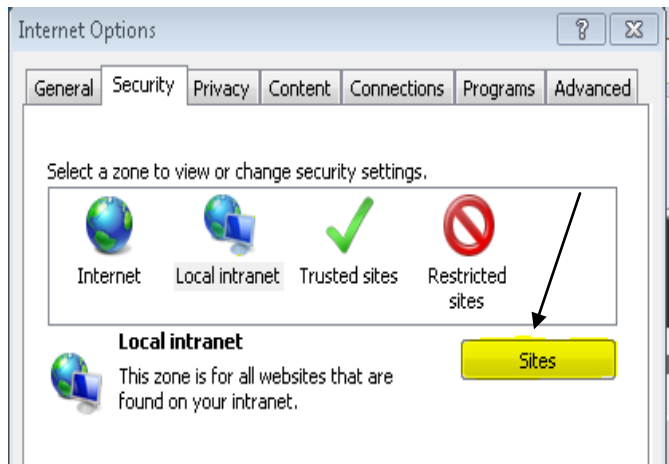 Internet Options
General Security Privacy Content Connections Programs Advanced
Select a zone to view or change security settings.
Internet Local intranet Trusted sites Restricted sites
Local intranet
Sites
This zone is for all websites that are
found on your intranet.